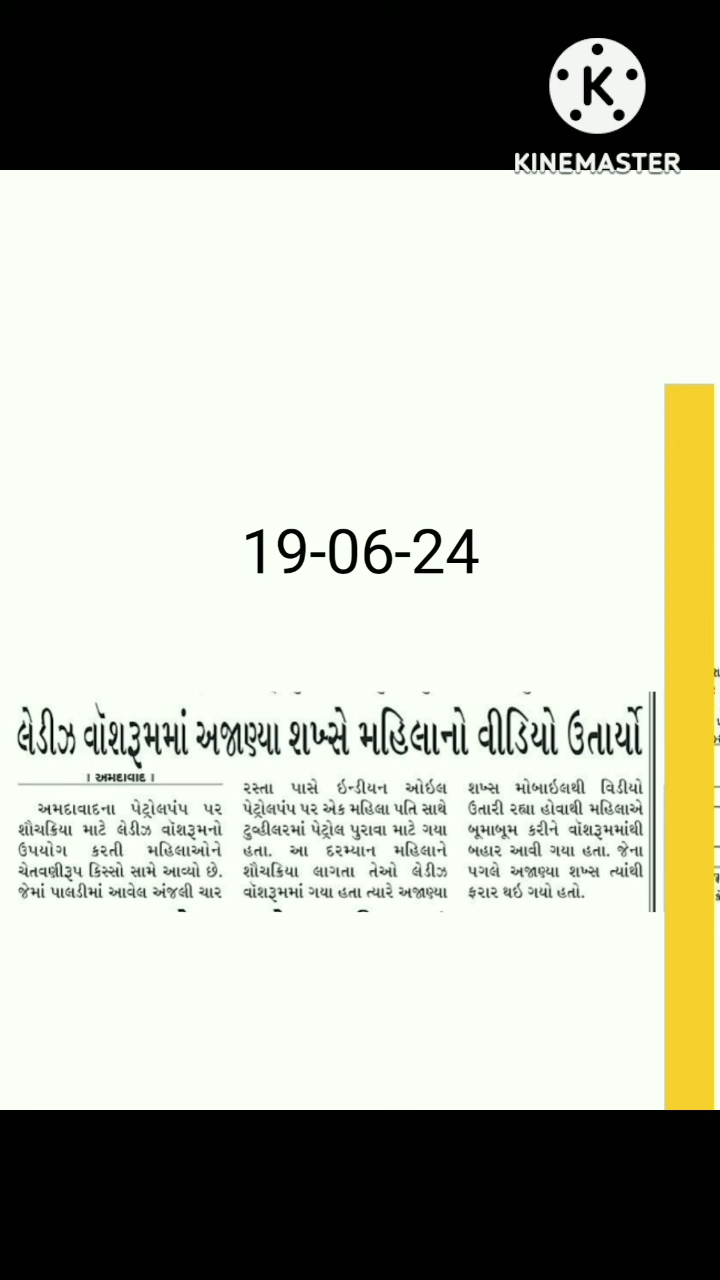 KINEMASTER
19-06-24
લેડીઝ વૉશરૂમમાં અજાણ્યા શખ્સે મહિલાનો વીડિયો ઉતાર્યો
। અમદાવાદ ।
અમદાવાદના પેટ્રોલપંપ પર
શૌચક્રિયા માટે લેડીઝ વૉશરૂમનો
ઉપયોગ કરતી મહિલાઓને
ચેતવણીરૂપ કિસ્સો સામે આવ્યો છે.
જેમાં પાલડીમાં આવેલ અંજલી ચાર
રસ્તા પાસે ઇન્ડીયન ઓઇલ
પેટ્રોલપંપ પર એક મહિલા પતિ સાથે
ટુવ્હીલરમાં પેટ્રોલ પુરાવા માટે ગયા
હતા. આ દરમ્યાન મહિલાને
શૌચક્રિયા લાગતા તેઓ લેડીઝ
વૉશરૂમમાં ગયા હતા ત્યારે અજાણ્યા
શખ્સ મોબાઇલથી વિડીયો
ઉતારી રહ્યા હોવાથી મહિલાએ
બૂમાબૂમ કરીને વૉશરૂમમાંથી
બહાર આવી ગયા હતા. જેના
પગલે અજાણ્યા શખ્સ ત્યાંથી
ફરાર થઇ ગયો હતો.